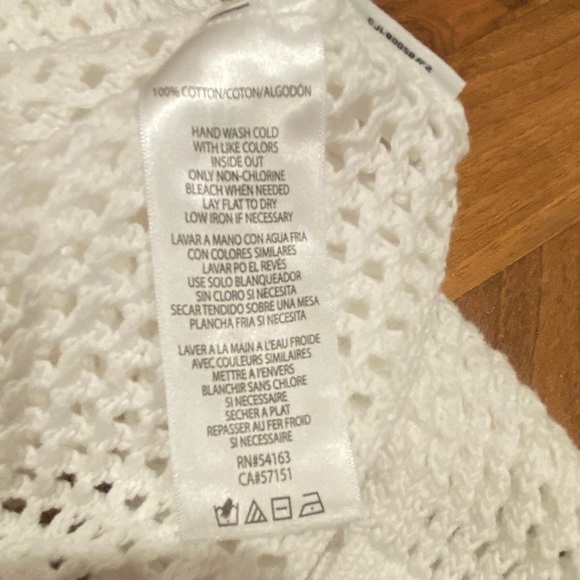 100% COTTON/COTON/ALGODÓN
HAND WASH COLD
WITH LIKE COLORS
INSIDE OUT
ONLY NON-CHLORINE
BLEACH WHEN NEEDED
LAY FLAT TO DRY
LOW IRON IF NECESSARY
LAVAR A MANO CON AGUA FRIA
CON COLORES SIMILARES
LAVAR PO EL REVÉS
USE SOLO BLANQUEADOR
SIN CLORO SI NECESITA
SECAR TENDIDO SOBRE UNA MESA
PLANCHA FRIA SI NECESITA
LAVER A LA MAIN A L'EAU FROIDE
AVEC COULEURS SIMILAIRES
METTRE A l'ENVERS
BLANCHIR SANS CHLORE
SI NECESSAIRE
SECHER A PLAT
REPASSER AU FER FROID
SI NECESSAIRE
RN#54163
CA#57151